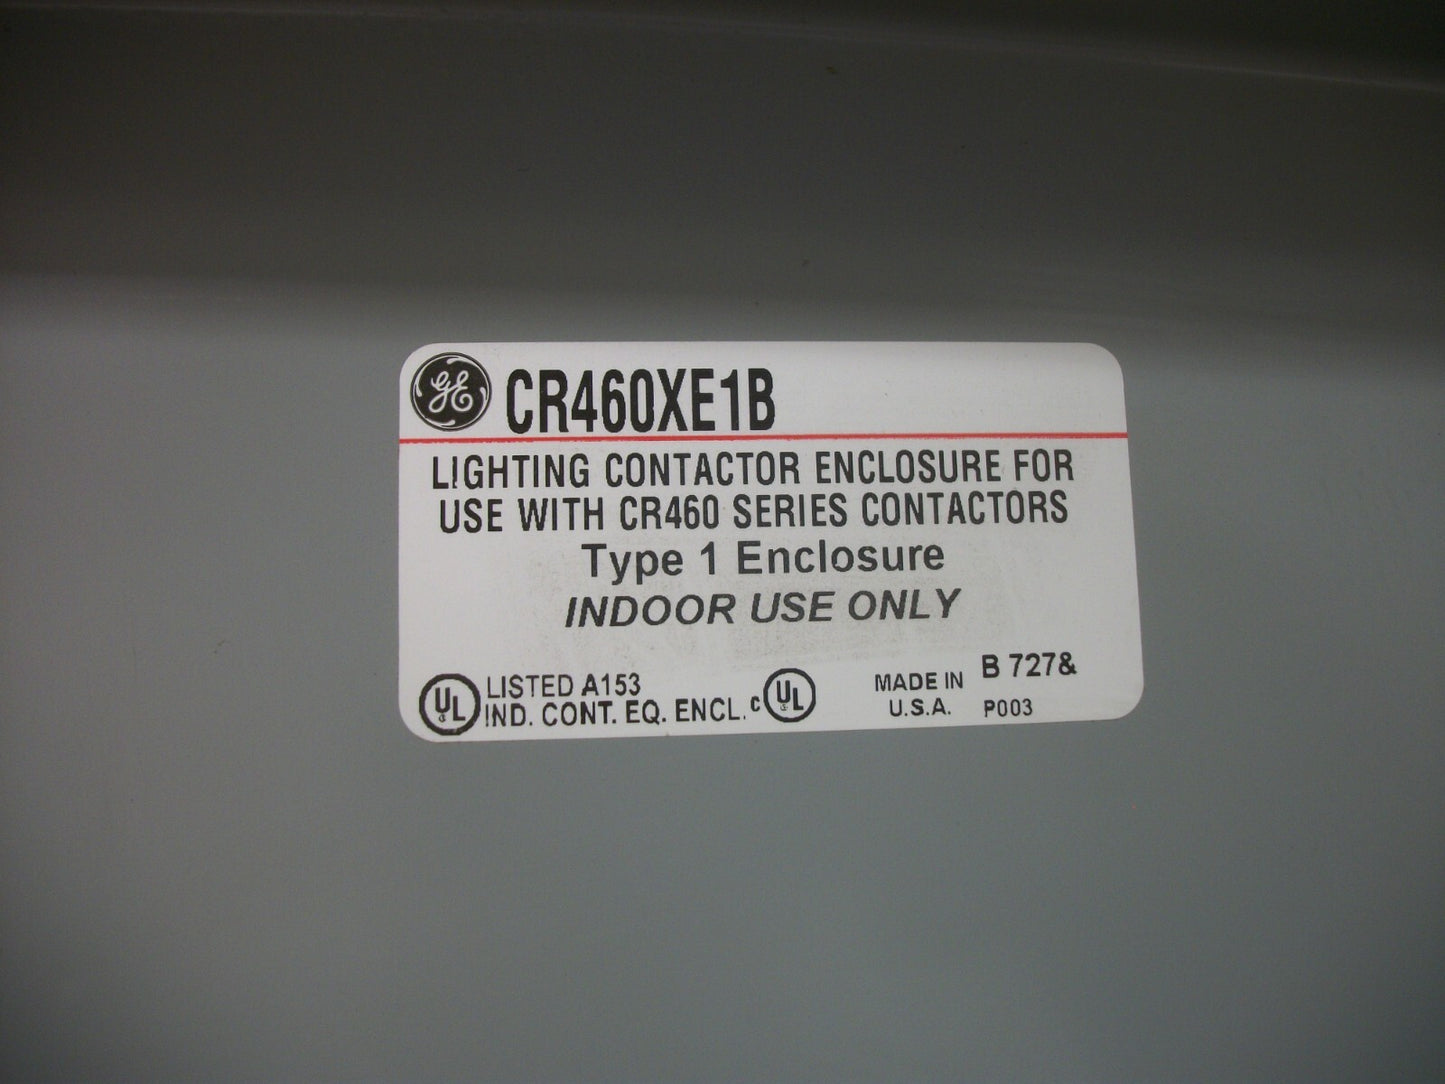 GE CR460XE1B
LIGHTING CONTACTOR ENCLOSURE FOR
USE WITH CR460 SERIES CONTACTORS
Type 1 Enclosure
INDOOR USE ONLY
UL LISTED A153
IND. CONT. EQ. ENCL. c UL
MADE IN
U.S.A.
B 727&
P003